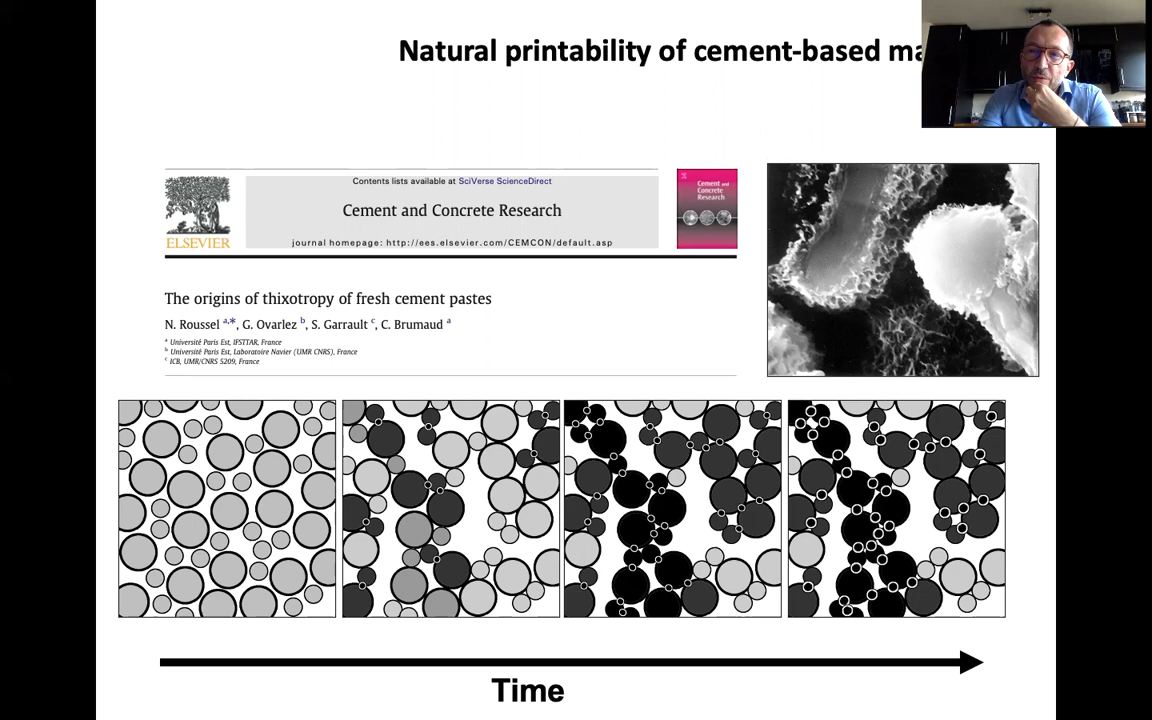 Natural printability of cement-based ma
Contents lists available at SciVerse ScienceDirect
Cement and Concrete Research
journal homepage: http://ees.elsevier.com/CEMCON/default.asp
ELSEVIER
Cement and
Concrete
Research
The origins of thixotropy of fresh cement pastes
N. Roussel a,*, G. Ovarlez b, S. Garrault c, C. Brumaud a
a Université Paris Est, IFSTTAR, France
b Université Paris Est, Laboratoire Navier (UMR CNRS), France
c ICB, UMR/CNRS 5209, France
Time